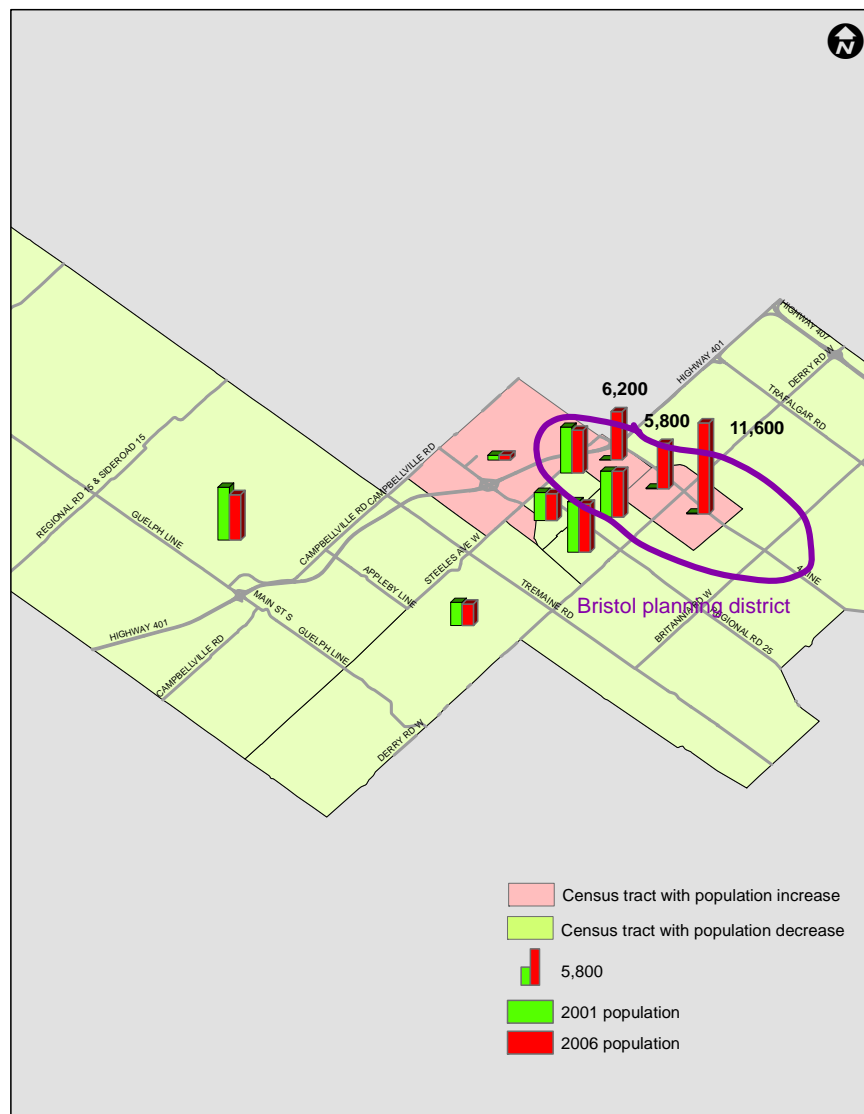 N
HIGHWAY 407
HIGHWAY 401
DERRY RD W
TRAFALGAR RD
6,200
5,800
11,600
CAMPBELLVILLE RD
REGIONAL RD 15 & SIDEROAD 15
GUELPH LINE
CAMPBELLVILLE RD
STEELES AVE W
APPLEBY LINE
TREMAINE RD
4 LINE
Bristol planning district
BRITANNIA RD W
REGIONAL RD 25
MAIN ST S
GUELPH LINE
HIGHWAY 401
CAMPBELLVILLE RD
DERRY RD W
Census tract with population increase
Census tract with population decrease
5,800
2001 population
2006 population